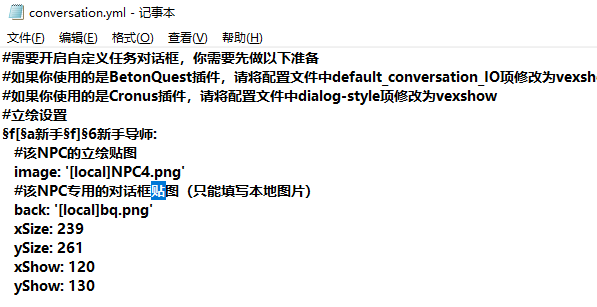 conversation.yml - 记事本
文件(F) 编辑(E) 格式(O) 查看(V) 帮助(H)
#需要开启自定义任务对话框，你需要先做以下准备
#如果你使用的是BetonQuest插件，请将配置文件中default_conversation_IO项修改为vexsho
#如果你使用的是Cronus插件，请将配置文件中dialog-style项修改为vexshow
#立绘设置
§f[§a新手§f]§6新手导师:
#该NPC的立绘贴图
image: '[local]NPC4.png'
#该NPC专用的对话框贴图（只能填写本地图片）
back: '[local]bq.png'
xSize: 239
ySize: 261
xShow: 120
yShow: 130